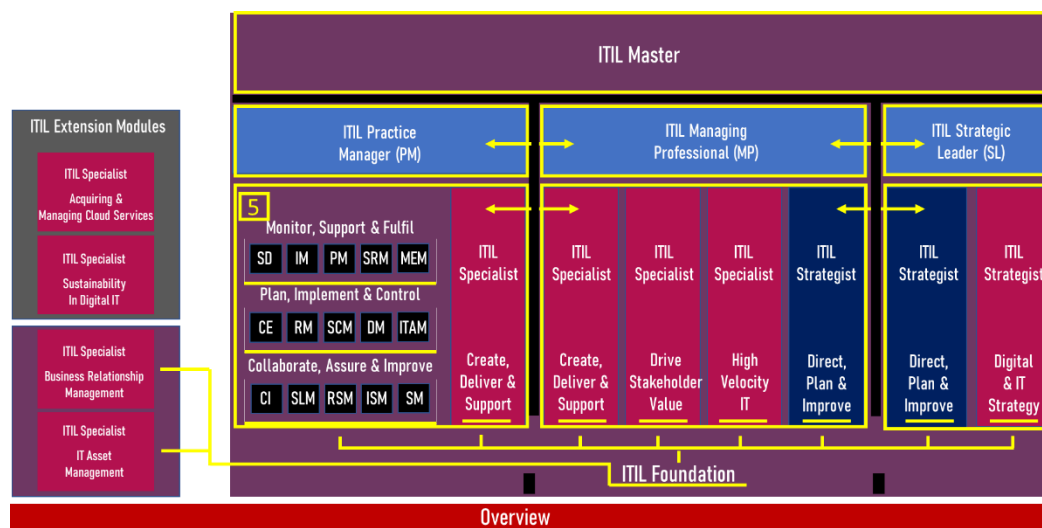 ITIL Master
ITIL Extension Modules
ITIL Specialist
Acquiring &
Managing Cloud Services
ITIL Specialist
Sustainability
In Digital IT
ITIL Specialist
Business Relationship
Management
ITIL Specialist
IT Asset
Management
ITIL Practice
Manager (PM)
ITIL Managing
Professional (MP)
ITIL Strategic
Leader (SL)
5
Monitor, Support & Fulfil
SD IM PM SRM MEM
Plan, Implement & Control
CE RM SCM DM ITAM
Collaborate, Assure & Improve
CI SLM RSM ISM SM
ITIL
Specialist
Create,
Deliver &
Support
ITIL
Specialist
Create,
Deliver &
Support
ITIL
Specialist
Drive
Stakeholder
Value
ITIL
Specialist
High
Velocity
IT
ITIL
Strategist
Direct,
Plan &
Improve
ITIL
Strategist
Direct,
Plan &
Improve
ITIL
Strategist
Digital
& IT
Strategy
ITIL Foundation
Overview